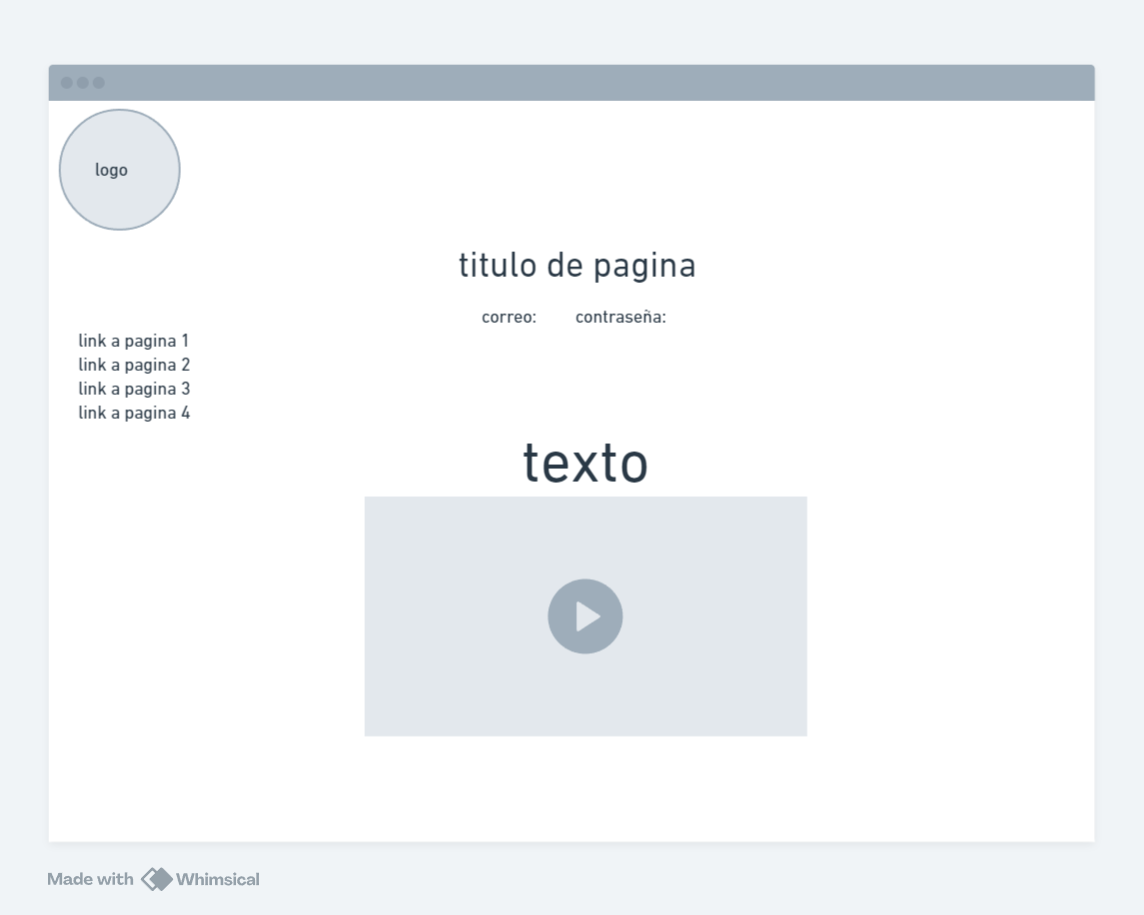 logo
titulo de pagina
correo: contraseña:
link a pagina 1
link a pagina 2
link a pagina 3
link a pagina 4
texto
Made with Whimsical